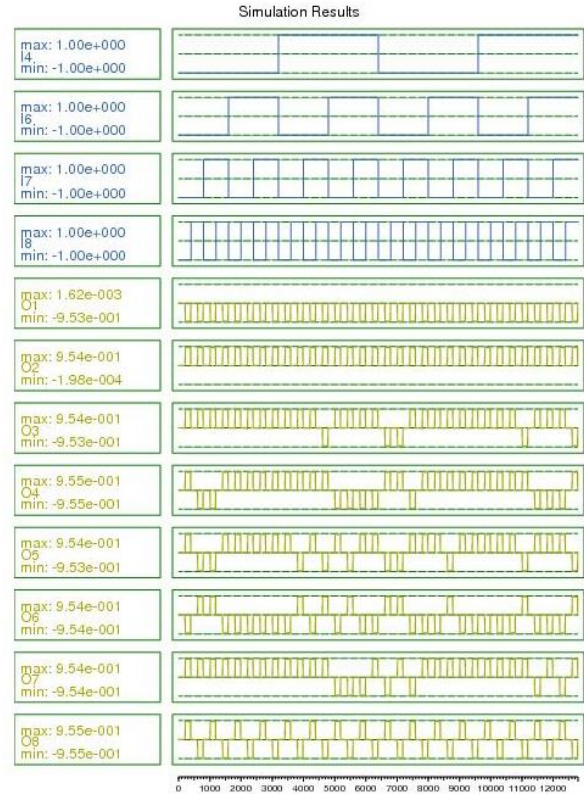 Simulation Results
max: 1.00e+000
I4
min: -1.00e+000
max: 1.00e+000
I6
min: -1.00e+000
max: 1.00e+000
I7
min: -1.00e+000
max: 1.00e+000
I8
min: -1.00e+000
max: 1.62e-003
O1
min: -9.53e-001
max: 9.54e-001
O2
min: -1.98e-004
max: 9.54e-001
O3
min: -9.53e-001
max: 9.55e-001
O4
min: -9.55e-001
max: 9.54e-001
O5
min: -9.53e-001
max: 9.54e-001
O6
min: -9.54e-001
max: 9.54e-001
O7
min: -9.54e-001
max: 9.55e-001
O8
min: -9.55e-001
0 1000 2000 3000 4000 5000 6000 7000 8000 9000 10000 11000 12000